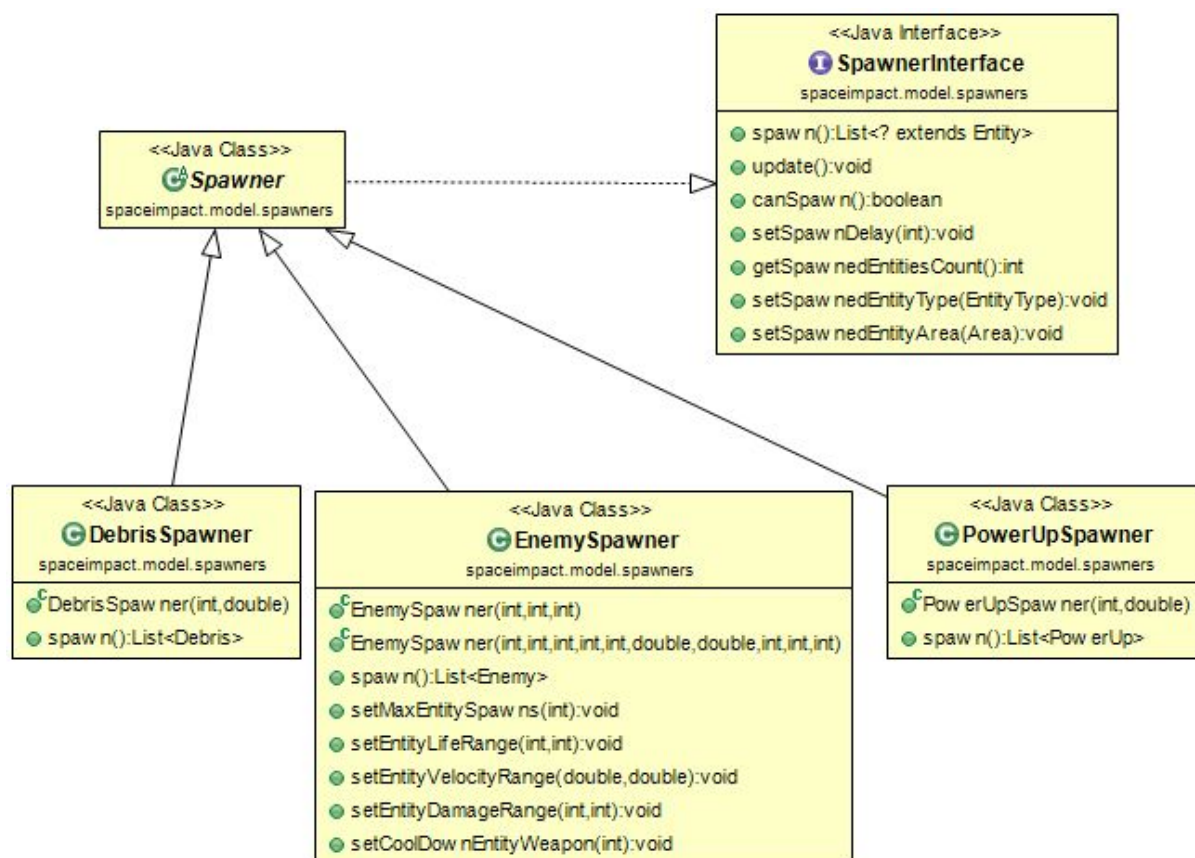 <<Java Interface>>
SpawnerInterface
spaceimpact.model.spawners
spawn():List<? extends Entity>
update():void
canSpawn():boolean
setSpawnDelay(int):void
getSpawnedEntitiesCount():int
setSpawnedEntityType(EntityType):void
setSpawnedEntityArea(Area):void
<<Java Class>>
Spawner
spaceimpact.model.spawners
<<Java Class>>
DebrisSpawner
spaceimpact.model.spawners
DebrisSpawner(int,double)
spawn():List<Debris>
<<Java Class>>
EnemySpawner
spaceimpact.model.spawners
EnemySpawner(int,int,int)
EnemySpawner(int,int,int,int,int,double,double,int,int,int)
spawn():List<Enemy>
setMaxEntitySpawns(int):void
setEntityLifeRange(int,int):void
setEntityVelocityRange(double,double):void
setEntityDamageRange(int,int):void
setCoolDownEntityWeapon(int):void
<<Java Class>>
PowerUpSpawner
spaceimpact.model.spawners
PowerUpSpawner(int,double)
spawn():List<PowerUp>